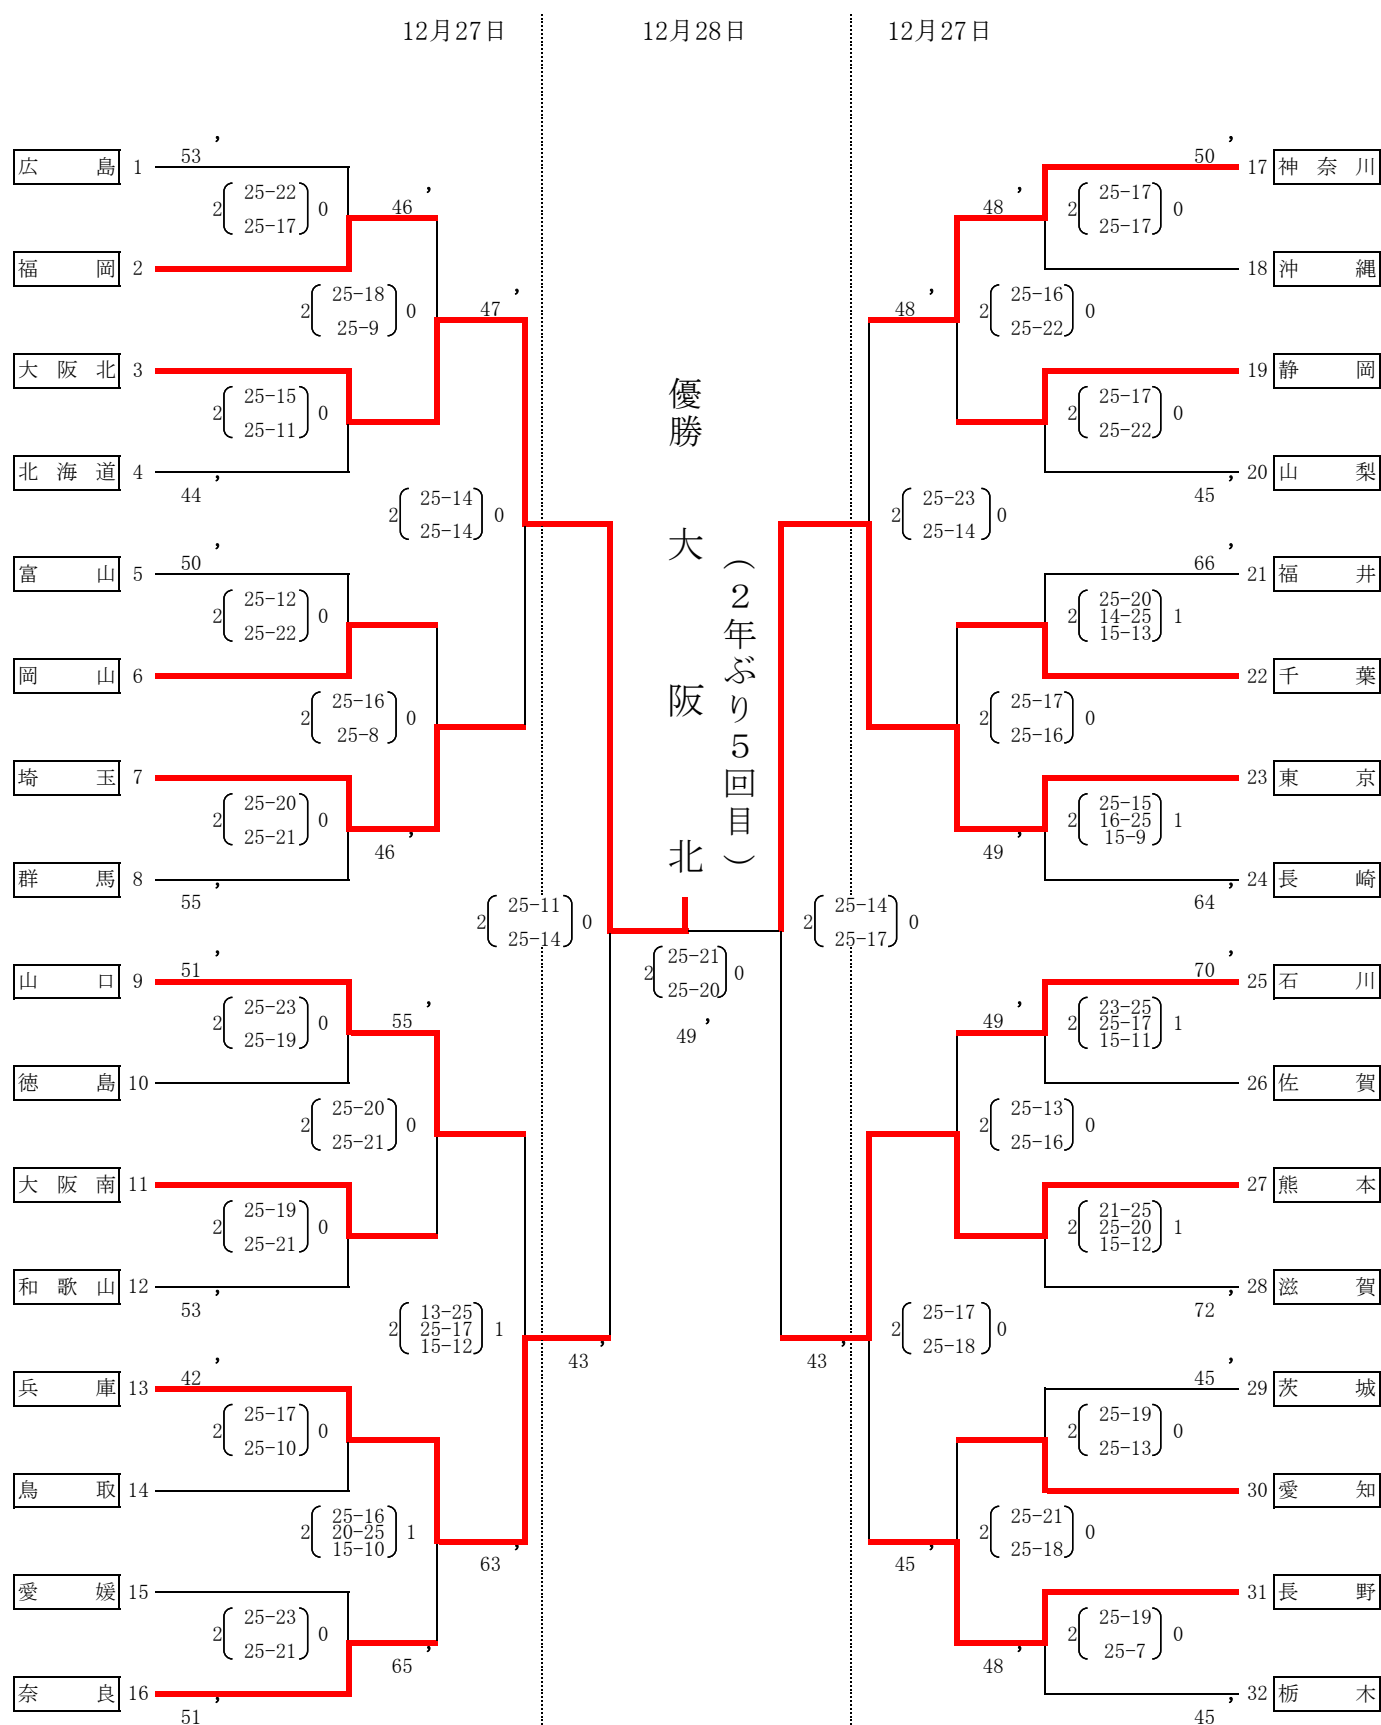 12月27日
12月28日
12月27日
広島 1
53’
2 25-22 0
25-17
46’
福岡 2
2 25-18 0
25-9
47’
大阪北 3
2 25-15 0
25-11
北海道 4
44’
2 25-14 0
25-14
富山 5
50’
2 25-12 0
25-22
岡山 6
2 25-16 0
25-8
埼玉 7
2 25-20 0
25-21
46’
群馬 8
55’
2 25-11 0
25-14
山口 9
51’
2 25-23 0
25-19
55’
徳島 10
2 25-20 0
25-21
大阪南 11
2 25-19 0
25-21
和歌山 12
53’
2 13-25 1
25-17
15-12
43’
兵庫 13
42’
2 25-17 0
25-10
鳥取 14
2 25-16 1
20-25
15-10
63’
愛媛 15
2 25-23 0
25-21
65’
奈良 16
51’
優勝 大阪北
(2年ぶり5回目)
2 25-21 0
25-20
49’
50’
17 神奈川
48’
2 25-17 0
25-17
18 沖縄
48’
2 25-16 0
25-22
19 静岡
2 25-17 0
25-22
20 山梨
45’
2 25-23 0
25-14
66’
21 福井
2 25-20 1
14-25
15-13
22 千葉
2 25-17 0
25-16
23 東京
2 25-15 1
16-25
15-9
49’
24 長崎
64’
2 25-14 0
25-17
70’
25 石川
49’
2 23-25 1
25-17
15-11
26 佐賀
2 25-13 0
25-16
27 熊本
2 21-25 1
25-20
15-12
28 滋賀
72’
2 25-17 0
25-18
43’
45’
29 茨城
2 25-19 0
25-13
30 愛知
2 25-21 0
25-18
45’
31 長野
2 25-19 0
25-7
48’
32 栃木
45’